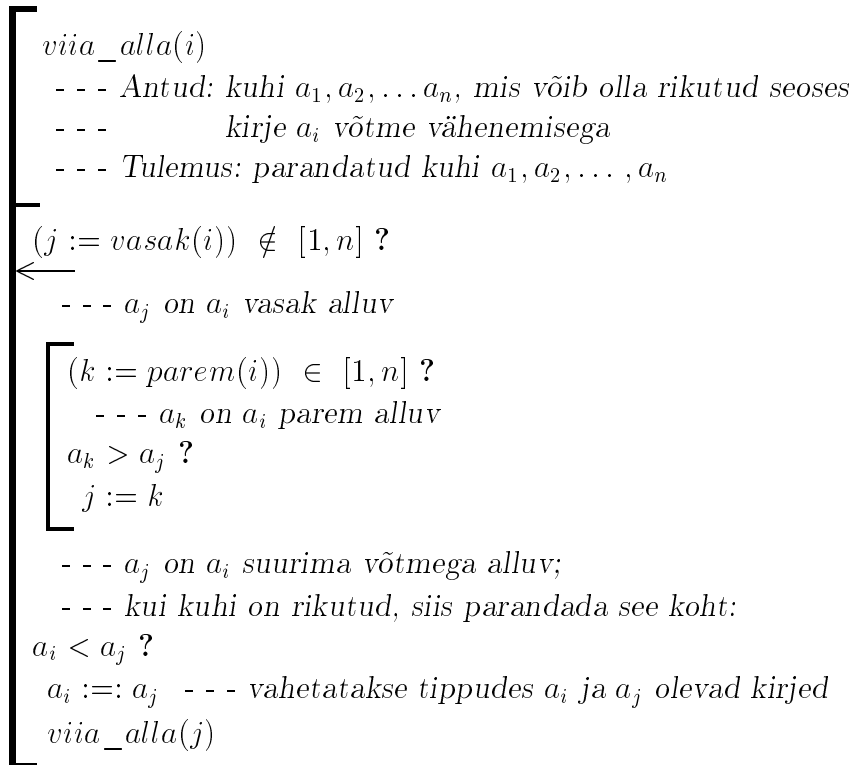 viia_alla(i)
- - - Antud: kuhi a₁, a₂, . . . aₙ, mis võib olla rikutud seoses
- - - kirje aᵢ võtme vähenemisega
- - - Tulemus: parandatud kuhi a₁, a₂, . . . , aₙ
(j := vasak(i)) ∉ [1, n] ?
- - - aⱼ on aᵢ vasak alluv
(k := parem(i)) ∈ [1, n] ?
- - - aₖ on aᵢ parem alluv
aₖ > aⱼ ?
j := k
- - - aⱼ on aᵢ suurima võtmega alluv;
- - - kui kuhi on rikutud, siis parandada see koht:
aᵢ < aⱼ ?
aᵢ :=: aⱼ - - - vahetatakse tippudes aᵢ ja aⱼ olevad kirjed
viia_alla(j)